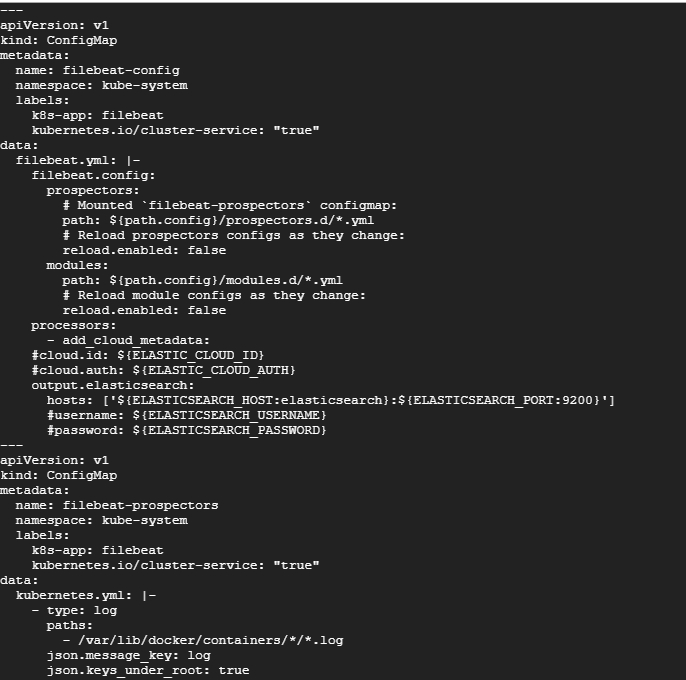 ---
apiVersion: v1
kind: ConfigMap
metadata:
  name: filebeat-config
  namespace: kube-system
  labels:
    k8s-app: filebeat
    kubernetes.io/cluster-service: "true"
data:
  filebeat.yml: |-
    filebeat.config:
      prospectors:
        # Mounted `filebeat-prospectors` configmap:
        path: ${path.config}/prospectors.d/*.yml
        # Reload prospectors configs as they change:
        reload.enabled: false
      modules:
        path: ${path.config}/modules.d/*.yml
        # Reload module configs as they change:
        reload.enabled: false
    processors:
      - add_cloud_metadata:
    #cloud.id: ${ELASTIC_CLOUD_ID}
    #cloud.auth: ${ELASTIC_CLOUD_AUTH}
    output.elasticsearch:
      hosts: ['${ELASTICSEARCH_HOST:elasticsearch}:${ELASTICSEARCH_PORT:9200}']
      #username: ${ELASTICSEARCH_USERNAME}
      #password: ${ELASTICSEARCH_PASSWORD}
---
apiVersion: v1
kind: ConfigMap
metadata:
  name: filebeat-prospectors
  namespace: kube-system
  labels:
    k8s-app: filebeat
    kubernetes.io/cluster-service: "true"
data:
  kubernetes.yml: |-
    - type: log
      paths:
        - /var/lib/docker/containers/*/*.log
      json.message_key: log
      json.keys_under_root: true